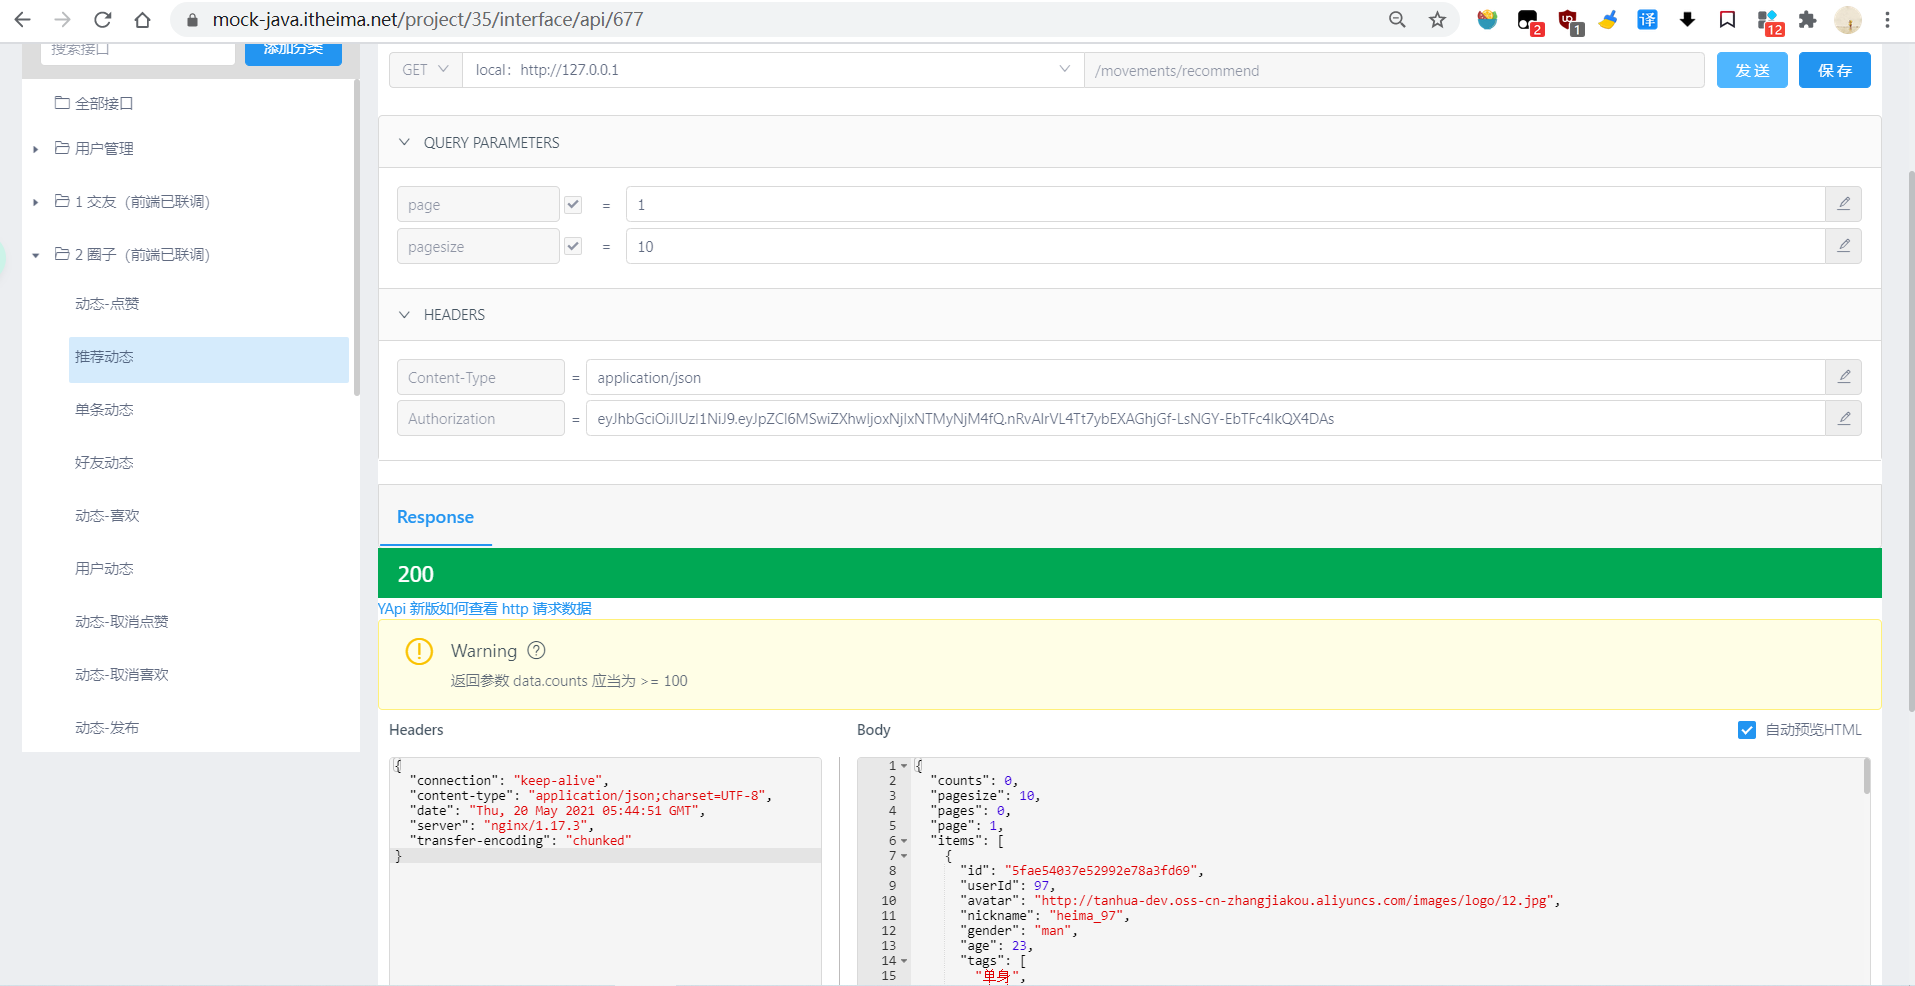 mock-java.itheima.net/project/35/interface/api/677
2
1
译
12
搜索接口
添加分类
全部接口
用户管理
1 交友（前端已联调)
2 圈子（前端已联调)
动态-点赞
推荐动态
单条动态
好友动态
动态-喜欢
用户动态
动态-取消点赞
动态-取消喜欢
动态-发布
GET
local： http://127.0.0.1
/movements/recommend
发 送
保 存
QUERY PARAMETERS
page = 1
pagesize = 10
HEADERS
Content-Type = application/json
Authorization =
Response
200
YApi 新版如何查看 http 请求数据
Warning
返回参数 data.counts 应当为 >= 100
Headers
{
"connection": "keep-alive",
"content-type": "application/json;charset=UTF-8",
"date": "Thu, 20 May 2021 05:44:51 GMT",
"server": "nginx/1.17.3",
"transfer-encoding": "chunked"
}
Body
自动预览HTML
1 {
2 "counts": 0,
3 "pagesize": 10,
4 "pages": 0,
5 "page": 1,
6 "items": [
7 {
8 "id": "5fae54037e52992e78a3fd69",
9 "userId": 97,
10 "avatar": "http://tanhua-dev.oss-cn-zhangjiakou.aliyuncs.com/images/logo/12.jpg",
11 "nickname": "heima_97",
12 "gender": "man",
13 "age": 23,
14 "tags": [
15 "单身",